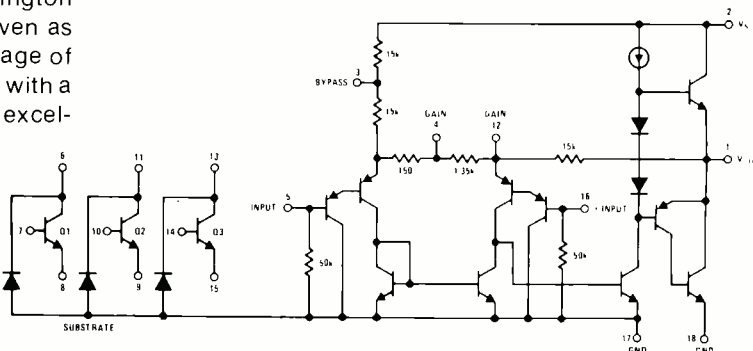 ington
ven as
age of
with a
excel-
2
15k
3
BYPASS
15k
GAIN
4
GAIN
12
15k
1
150
1.35k
6
11
13
INPUT
5
16
+ INPUT
7
Q1
10
Q2
14
Q3
50k
50k
8
9
15
SUBSTRATE
17
GND
18
GND